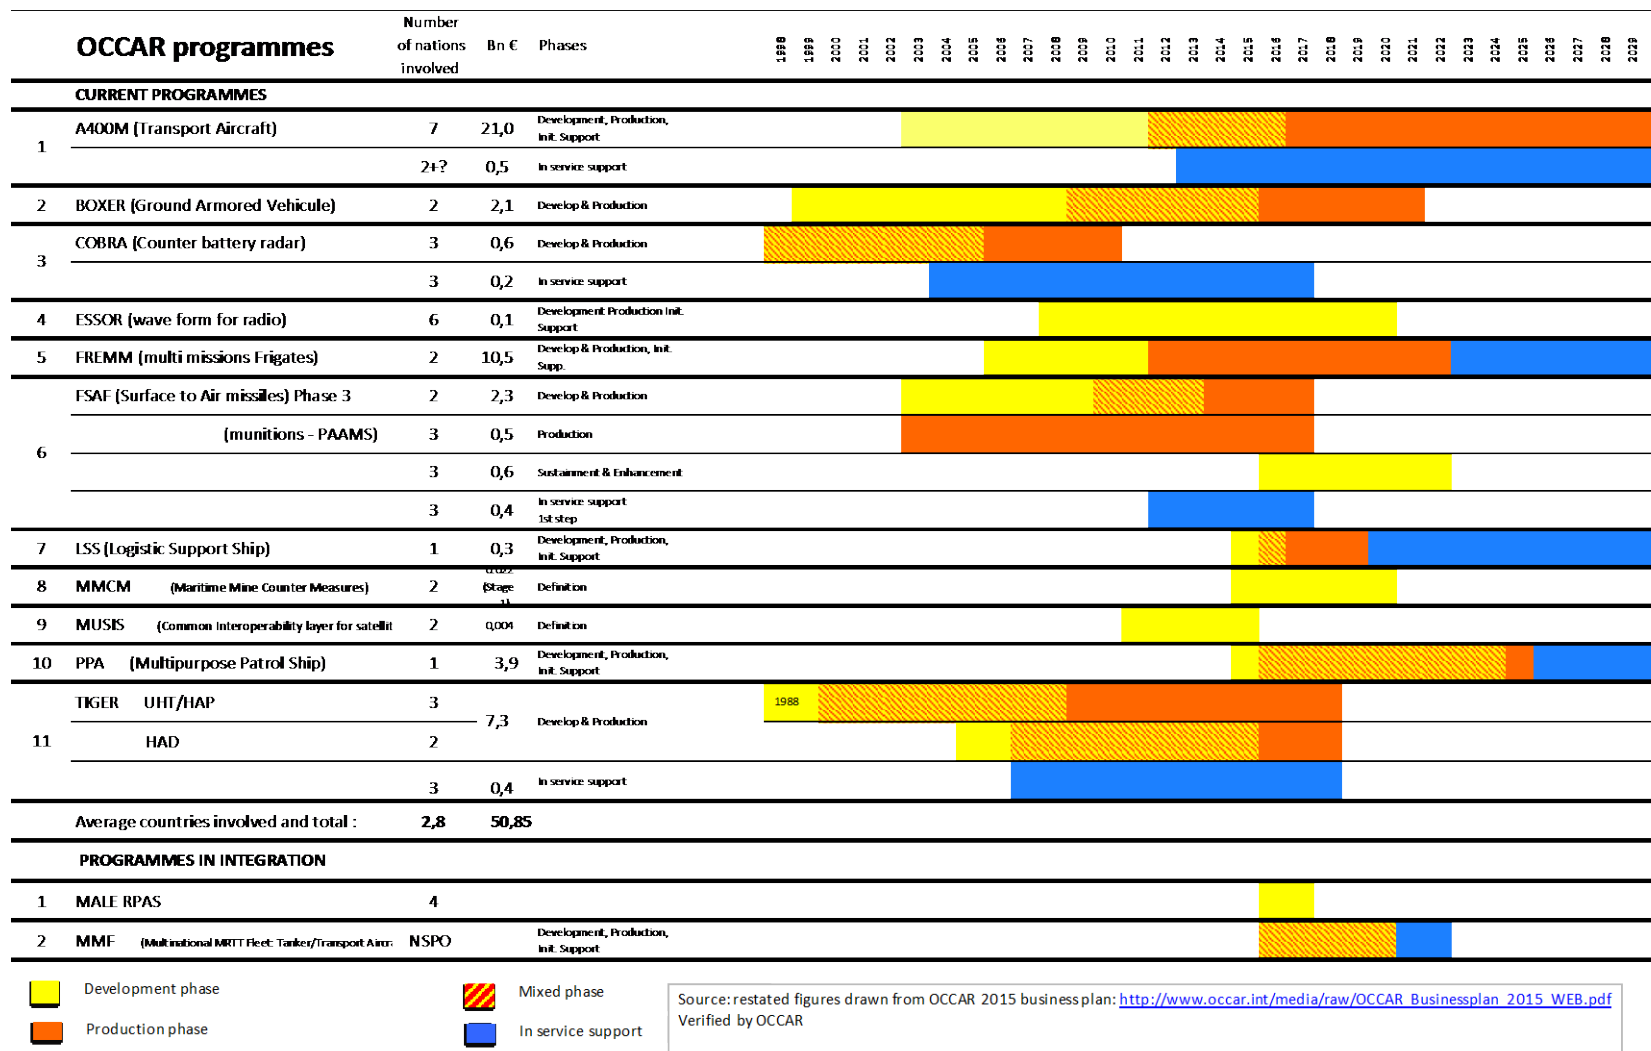 OCCAR programmes
Number
of nations
involved
Bn €
Phases
1998 1999 2000 2001 2002 2003 2004 2005 2006 2007 2008 2009 2010 2011 2012 2013 2014 2015 2016 2017 2018 2019 2020 2021 2022 2023 2024 2025 2026 2027 2028 2029
CURRENT PROGRAMMES
1
A400M (Transport Aircraft) 7 21,0
Development, Production,
Init. Support
2+? 0,5 In service support
2 BOXER (Ground Armored Vehicule) 2 2,1 Develop & Production
3
COBRA (Counter battery radar) 3 0,6 Develop & Production
3 0,2 In service support
4 ESSOR (wave form for radio) 6 0,1
Development Production Init.
Support
5 FREMM (multi missions Frigates) 2 10,5
Develop & Production, Init.
Supp.
6
FSAF (Surface to Air missiles) Phase 3 2 2,3 Develop & Production
(munitions - PAAMS) 3 0,5 Production
3 0,6 Sustainment & Enhancement
3 0,4
In service support
1st step
7 LSS (Logistic Support Ship) 1 0,3
Development, Production,
Init. Support
8 MMCM (Maritime Mine Counter Measures) 2
(Stage
1)
Definition
9 MUSIS (Common Interoperability layer for satellit 2 0,004 Definition
10 PPA (Multipurpose Patrol Ship) 1 3,9
Development, Production,
Init. Support
11
TIGER UHT/HAP 3
7,3 Develop & Production
1988
HAD 2
3 0,4 In service support
Average countries involved and total : 2,8 50,85
PROGRAMMES IN INTEGRATION
1 MALE RPAS 4
2 MMF (Multinational MRTT Fleet: Tanker/Transport Aircra NSPO
Development, Production,
Init. Support
Development phase
Mixed phase
Production phase
In service support
Source: restated figures drawn from OCCAR 2015 business plan: http://www.occar.int/media/raw/OCCAR_Businessplan_2015_WEB.pdf
Verified by OCCAR